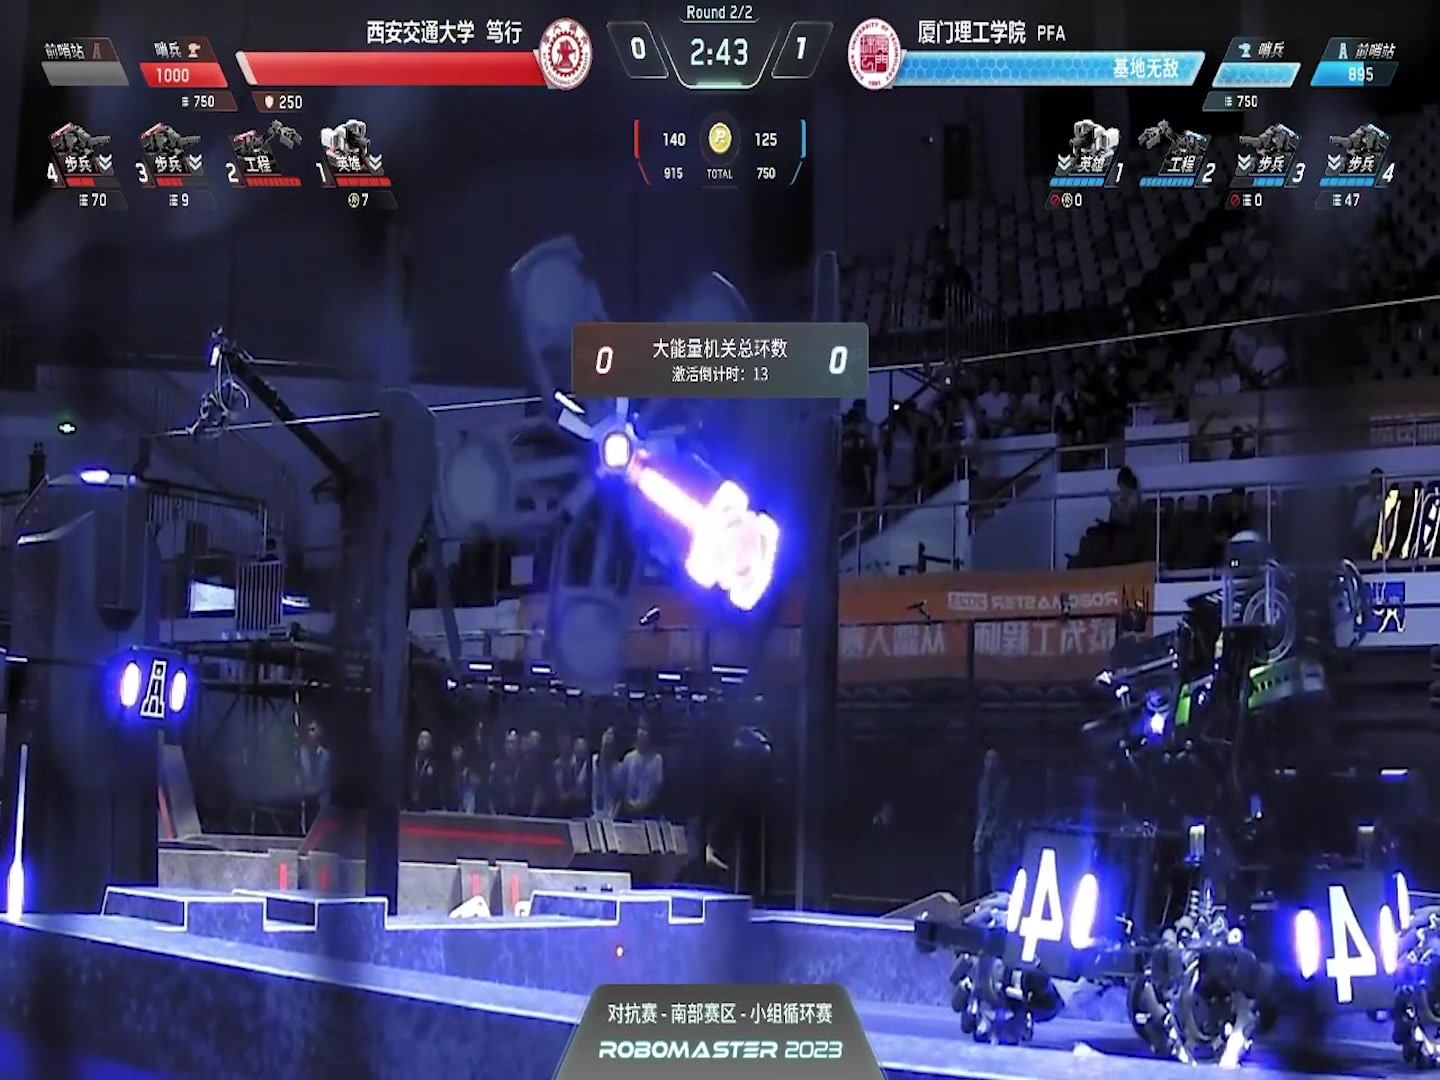 Round 2/2
西安交通大学 笃行
0
2:43
1
厦门理工学院 PFA
前哨站
哨兵
1000
750
250
基地无敌
哨兵
前哨站
895
750
140
125
915
TOTAL
750
4 步兵
3 步兵
2 工程
1 英雄
70
9
7
英雄 1
工程 2
步兵 3
步兵 4
0
0
47
0
大能量机关总环数
0
激活倒计时：13
4
4
对抗赛 - 南部赛区 - 小组循环赛
ROBOMASTER 2023